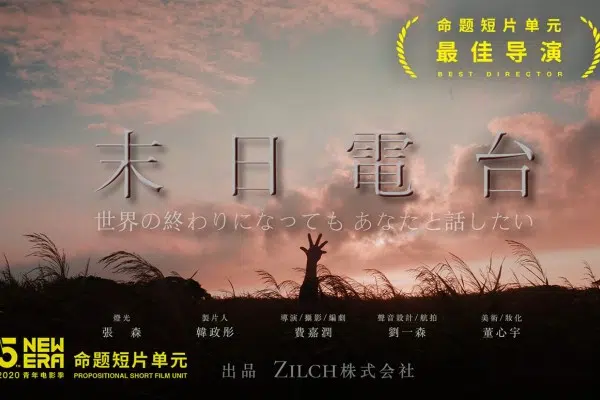 命题短片单元
最佳导演
BEST DIRECTOR
末日電台
世界の終わりになっても あなたと話したい
燈光 製片人 導演/攝影/編劇 聲音設計/航拍 美術/妝化
張森 韓政彤 費嘉潤 劉一森 董心宇
5 NEW
ERA 命题短片单元
2020青年电影季 PROPOSITIONAL SHORT FILM UNIT
出品 ZILCH株式会社